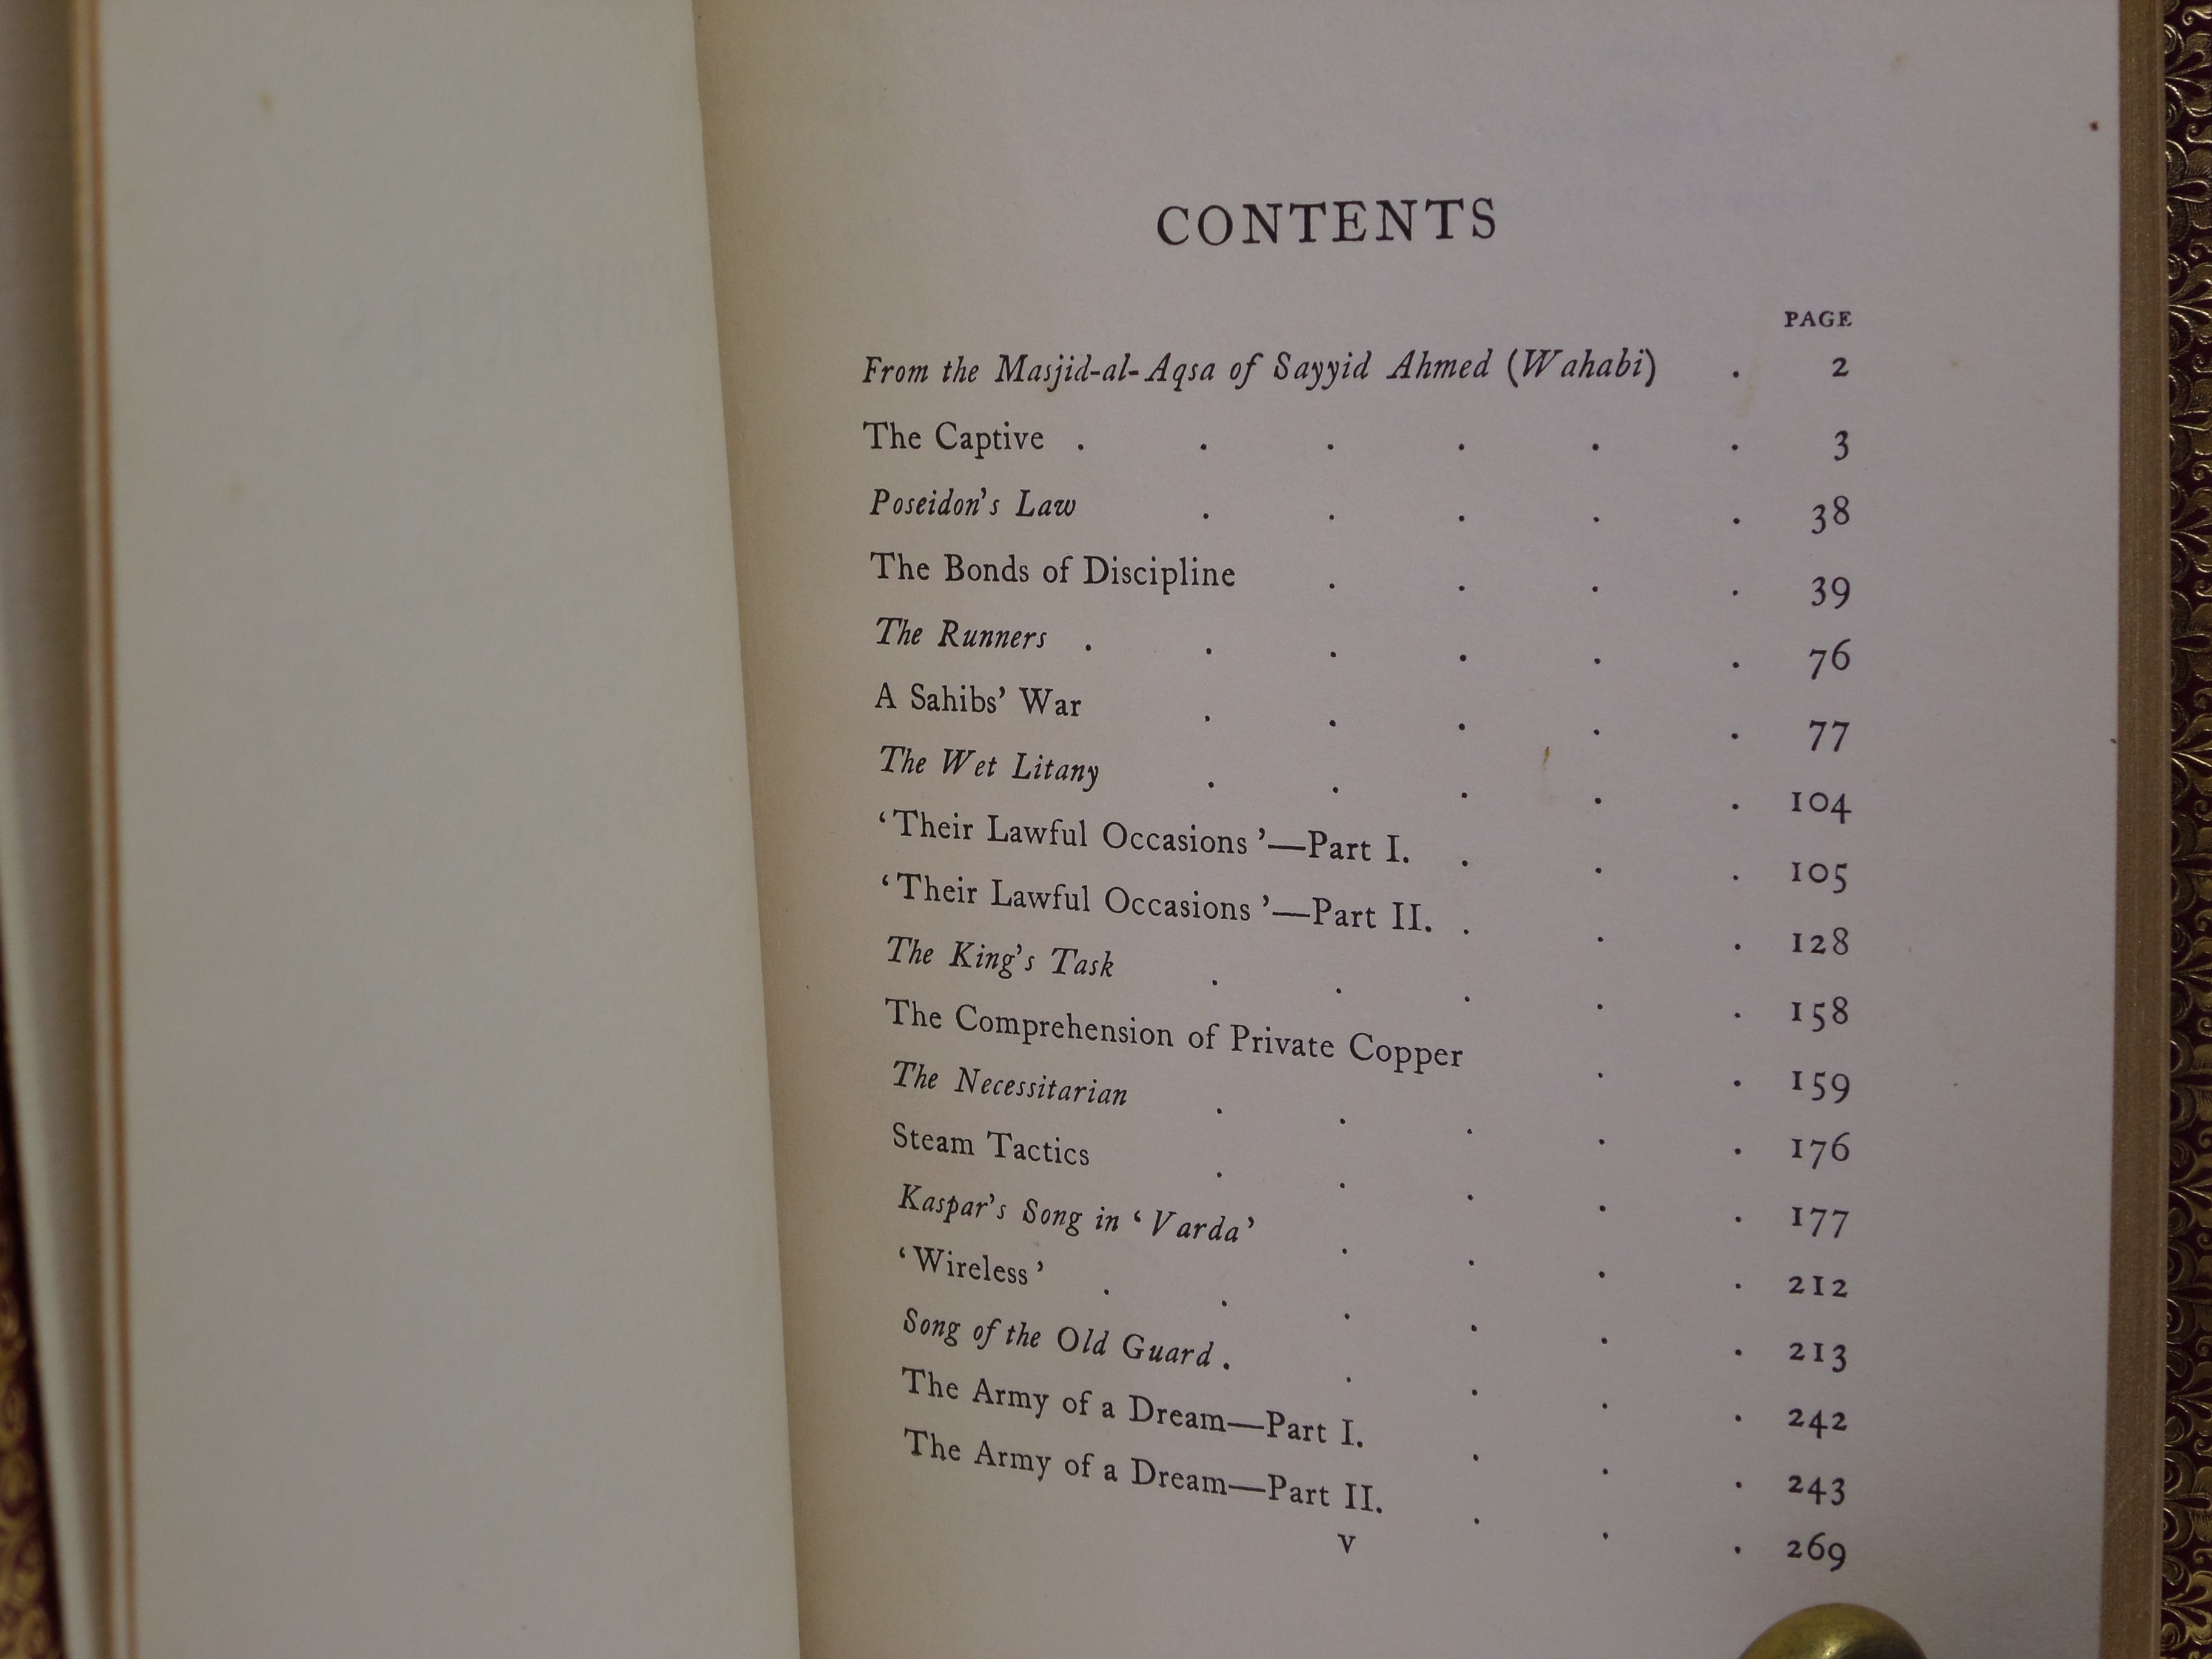 CONTENTS
PAGE
From the Masjid-al-Aqsa of Sayyid Ahmed (Wahabi) . 2
The Captive . . . . . . 3
Poseidon's Law . . . . . 38
The Bonds of Discipline . . . . 39
The Runners . . . . . . 76
A Sahibs' War . . . . . 77
The Wet Litany . . . . . 104
‘Their Lawful Occasions’—Part I. . . . 105
‘Their Lawful Occasions’—Part II. . . . 128
The King's Task . . . . . 158
The Comprehension of Private Copper . . 159
The Necessitarian . . . . . 176
Steam Tactics . . . . . 177
Kaspar's Song in ‘Varda’ . . . . 212
‘Wireless’ . . . . . . 213
Song of the Old Guard . . . . . 242
The Army of a Dream—Part I. . . . 243
The Army of a Dream—Part II. . . . 269
v